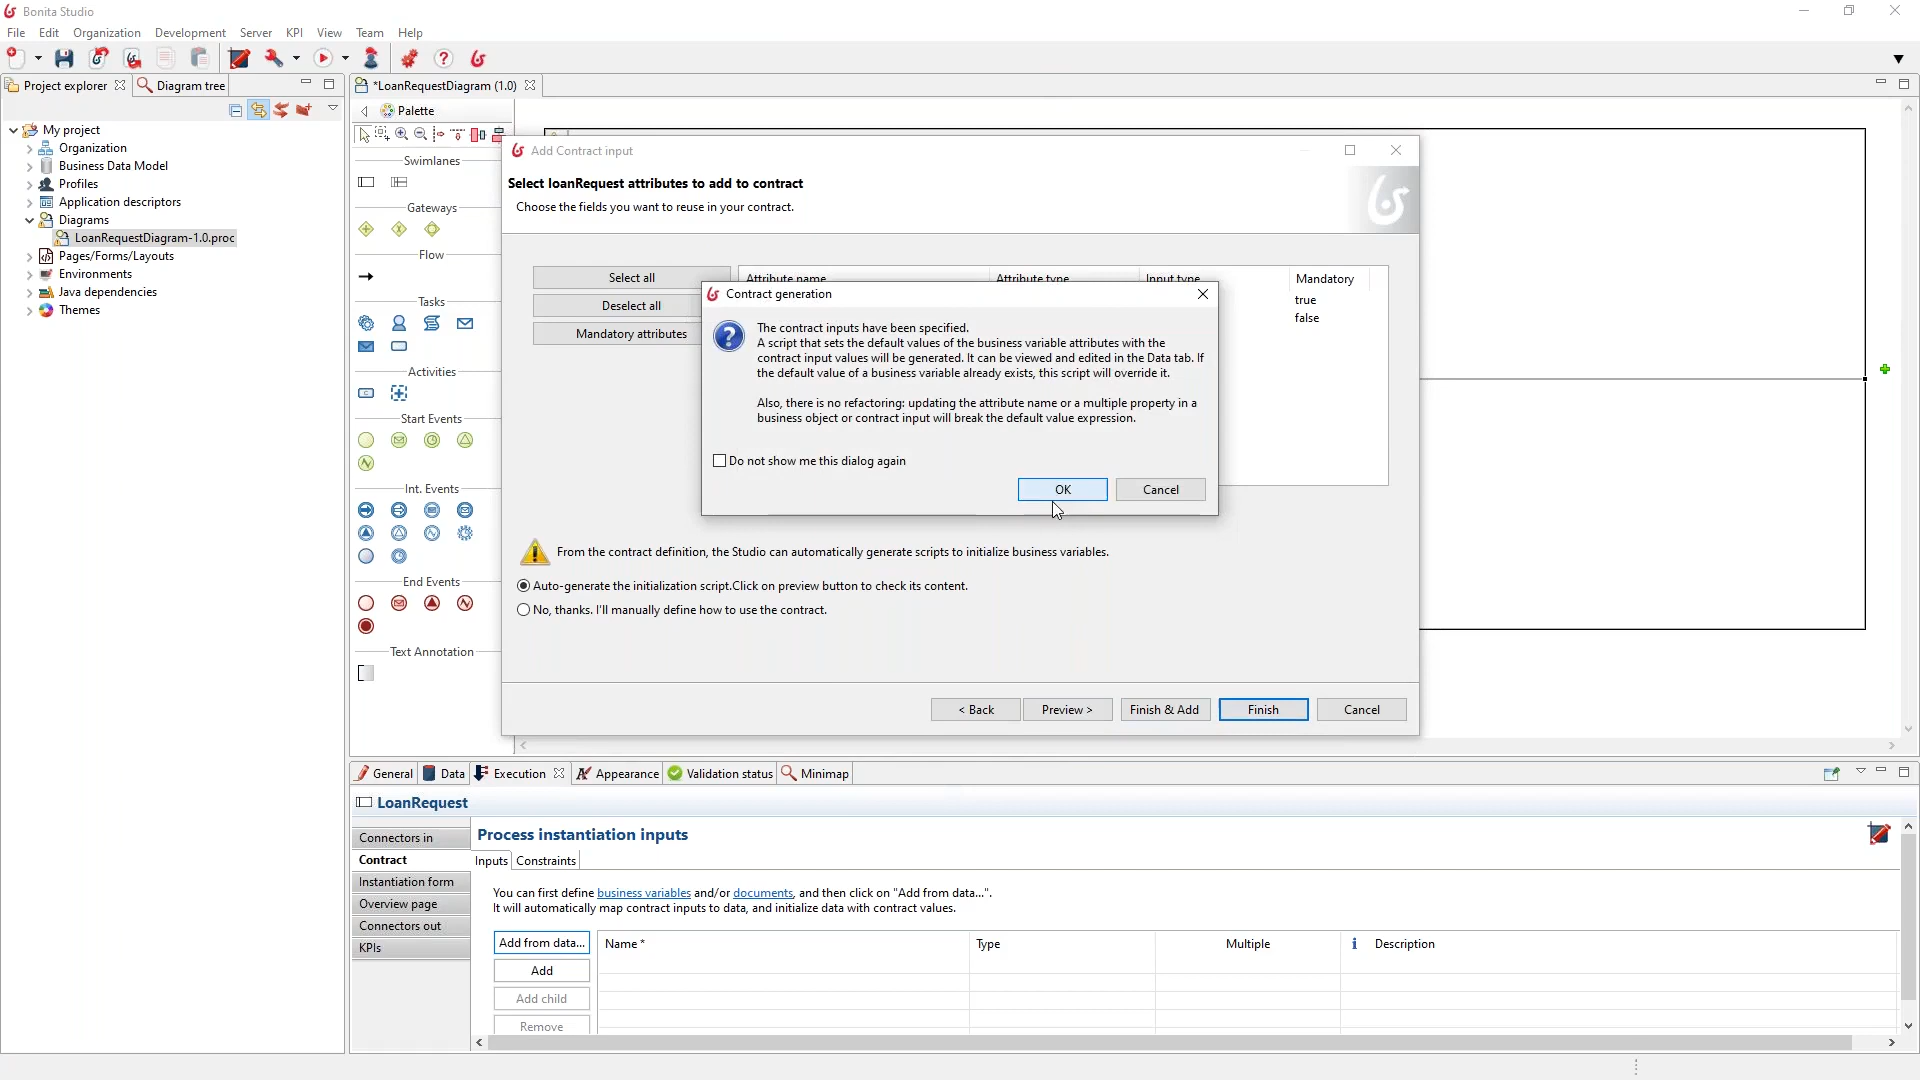 Bonita Studio
File Edit Organization Development Server KPI View Team Help
Project explorer
Diagram tree
*LoanRequestDiagram (1.0)
My project
Organization
Business Data Model
Profiles
Application descriptors
Diagrams
LoanRequestDiagram-1.0.proc
Pages/Forms/Layouts
Environments
Java dependencies
Themes
Palette
Swimlanes
Gateways
Flow
Tasks
Activities
Start Events
Int. Events
End Events
Text Annotation
Add Contract input
Select loanRequest attributes to add to contract
Choose the fields you want to reuse in your contract.
Select all
Deselect all
Mandatory attributes
Attribute name Attribute type Input type Mandatory
true
false
Contract generation
The contract inputs have been specified.
A script that sets the default values of the business variable attributes with the
contract input values will be generated. It can be viewed and edited in the Data tab. If
the default value of a business variable already exists, this script will override it.
Also, there is no refactoring: updating the attribute name or a multiple property in a
business object or contract input will break the default value expression.
Do not show me this dialog again
OK Cancel
From the contract definition, the Studio can automatically generate scripts to initialize business variables.
Auto-generate the initialization script.Click on preview button to check its content.
No, thanks. I'll manually define how to use the contract.
< Back Preview > Finish & Add Finish Cancel
General Data Execution Appearance Validation status Minimap
LoanRequest
Connectors in
Contract
Instantiation form
Overview page
Connectors out
KPIs
Process instantiation inputs
Inputs Constraints
You can first define business variables and/or documents, and then click on "Add from data...".
It will automatically map contract inputs to data, and initialize data with contract values.
Add from data...
Add
Add child
Remove
Name * Type Multiple i Description